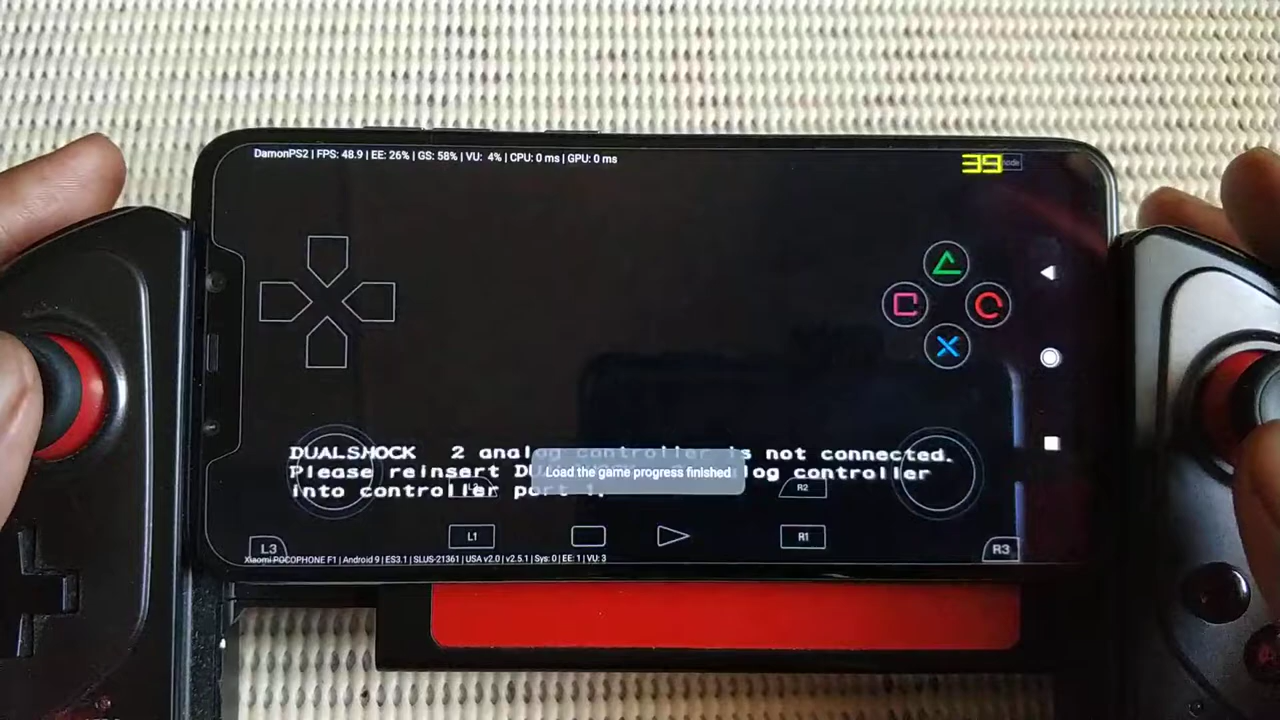 DamonPS2 | FPS: 48.9 | EE: 26% | GS: 58% | VU: 4% | CPU: 0 ms | GPU: 0 ms
39
DUALSHOCK 2 analog controller is not connected.
Please reinsert DU log controller
into controller port 1.
Load the game progress finished
R2
L1
R1
L3
R3
Xiaomi POCOPHONE F1 | Android 9 | ES3.1 | SLUS-21361 | USA v2.0 | v2.5.1 | Sys: 0 | EE: 1 | VU: 3